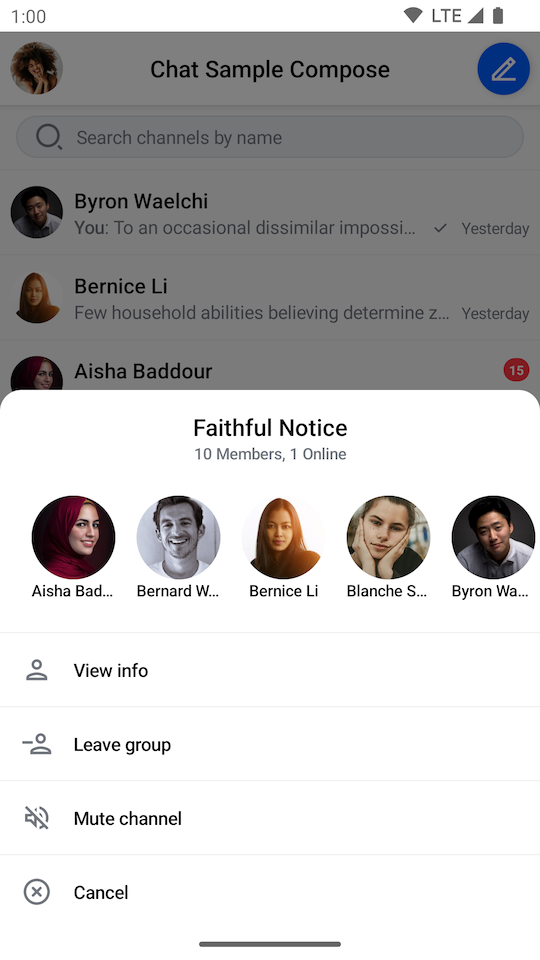 1:00 LTE
Chat Sample Compose
Search channels by name
Byron Waelchi
You: To an occasional dissimilar impossi... Yesterday
Bernice Li
Few household abilities believing determine z... Yesterday
Aisha Baddour 15
Faithful Notice
10 Members, 1 Online
Aisha Bad... Bernard W... Bernice Li Blanche S... Byron Wa...
View info
Leave group
Mute channel
Cancel